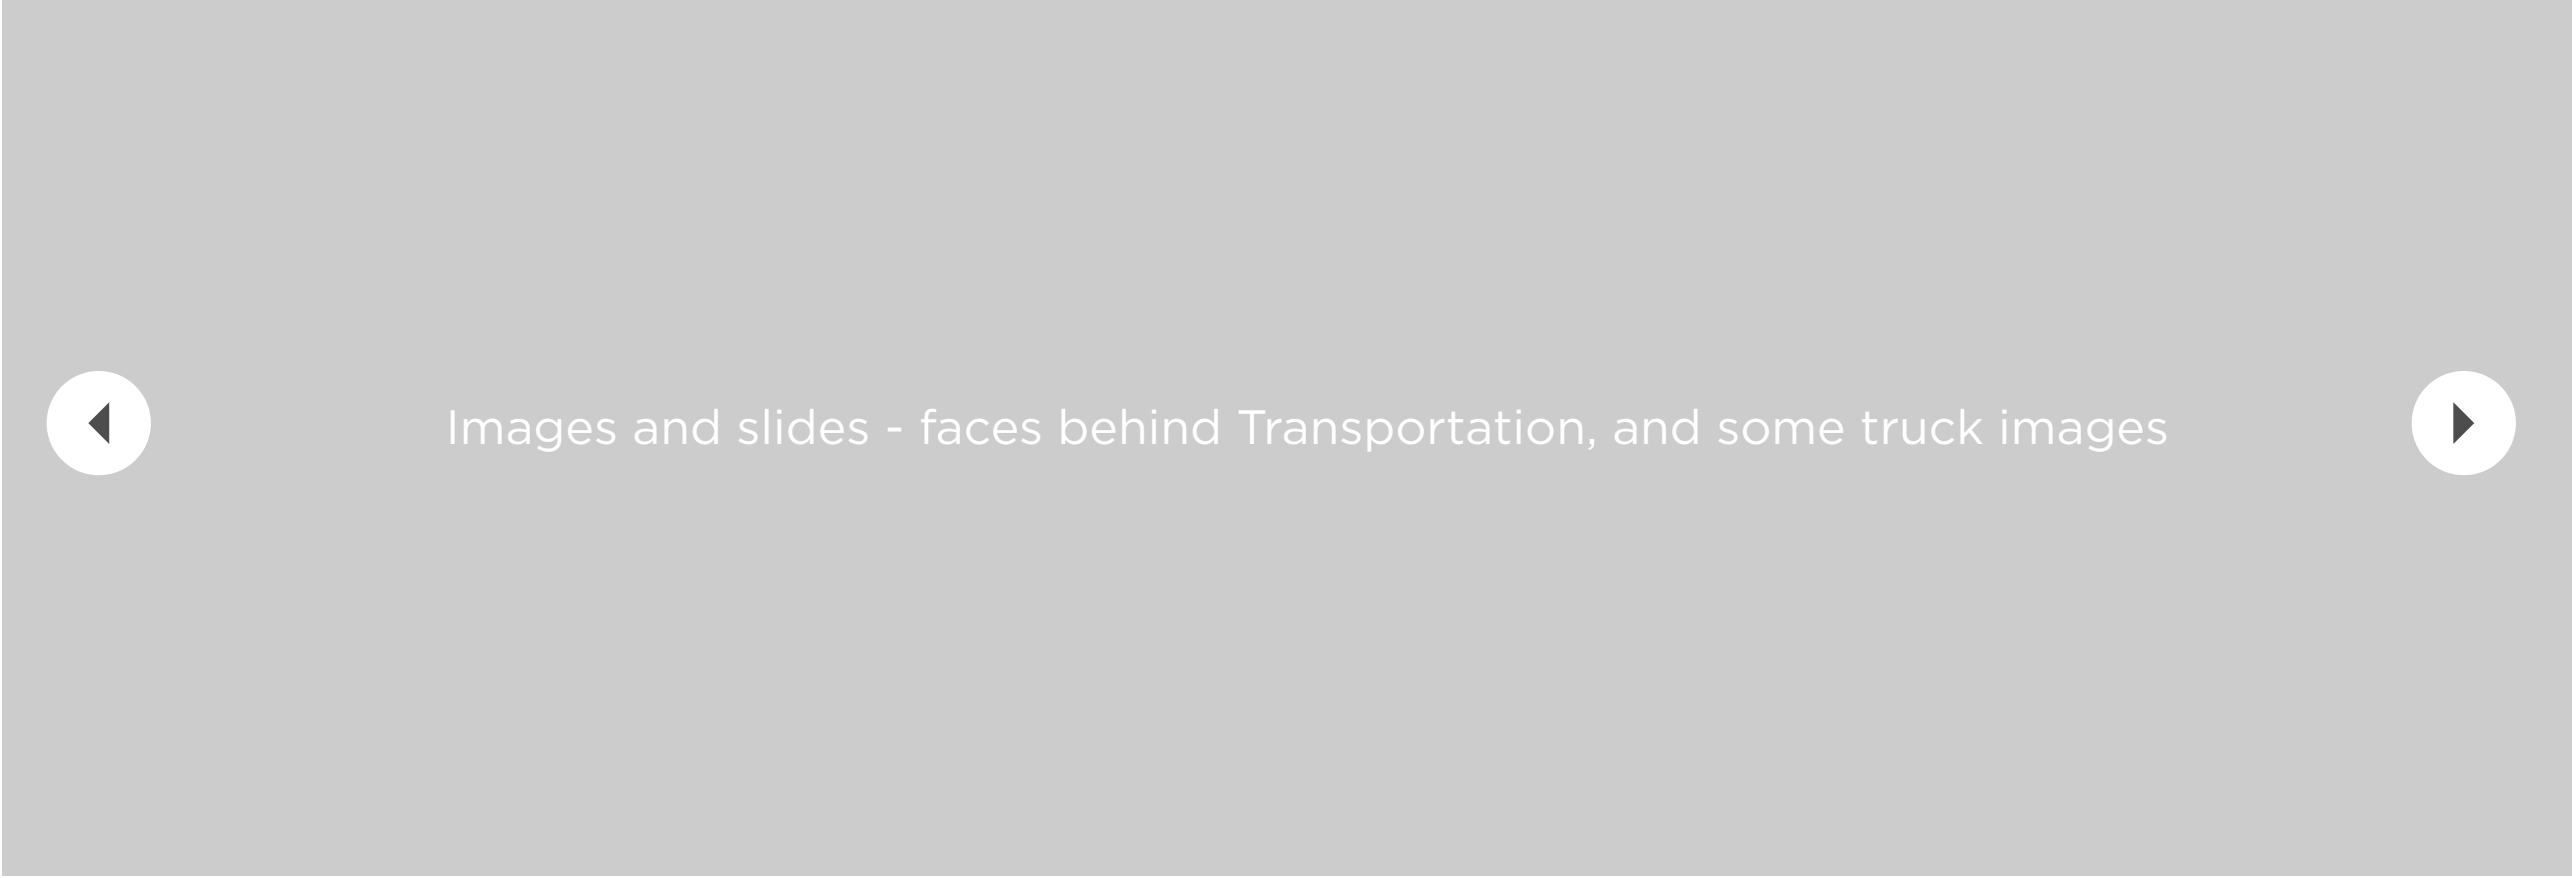 Images and slides - faces behind Transportation, and some truck images